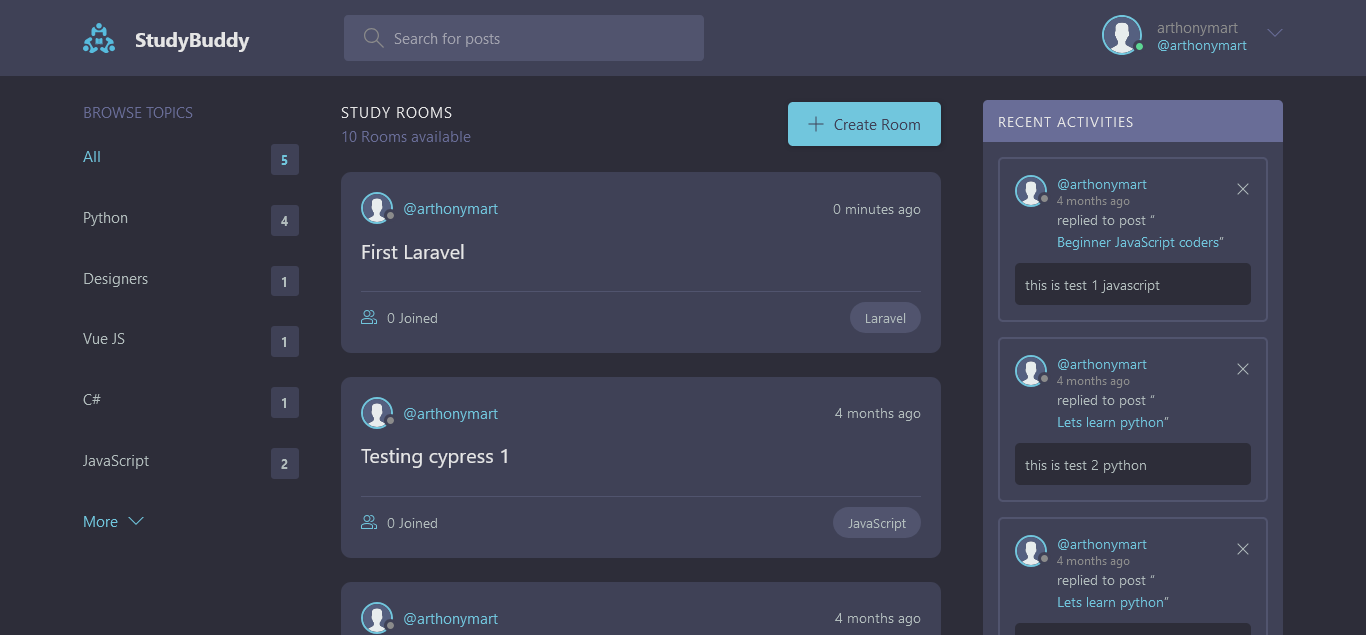 StudyBuddy
Search for posts
arthonymart
@arthonymart
BROWSE TOPICS
All 5
Python 4
Designers 1
Vue JS 1
C# 1
JavaScript 2
More
STUDY ROOMS
10 Rooms available
Create Room
@arthonymart 0 minutes ago
First Laravel
0 Joined Laravel
@arthonymart 4 months ago
Testing cypress 1
0 Joined JavaScript
@arthonymart 4 months ago
RECENT ACTIVITIES
@arthonymart
4 months ago
replied to post “
Beginner JavaScript coders”
this is test 1 javascript
@arthonymart
4 months ago
replied to post “
Lets learn python”
this is test 2 python
@arthonymart
4 months ago
replied to post “
Lets learn python”